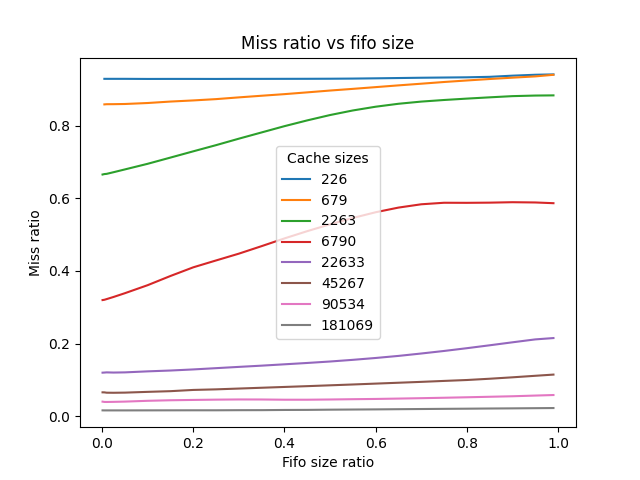 Miss ratio vs fifo size
Miss ratio
0.8
0.6
0.4
0.2
0.0
Cache sizes
226
679
2263
6790
22633
45267
90534
181069
0.0 0.2 0.4 0.6 0.8 1.0
Fifo size ratio